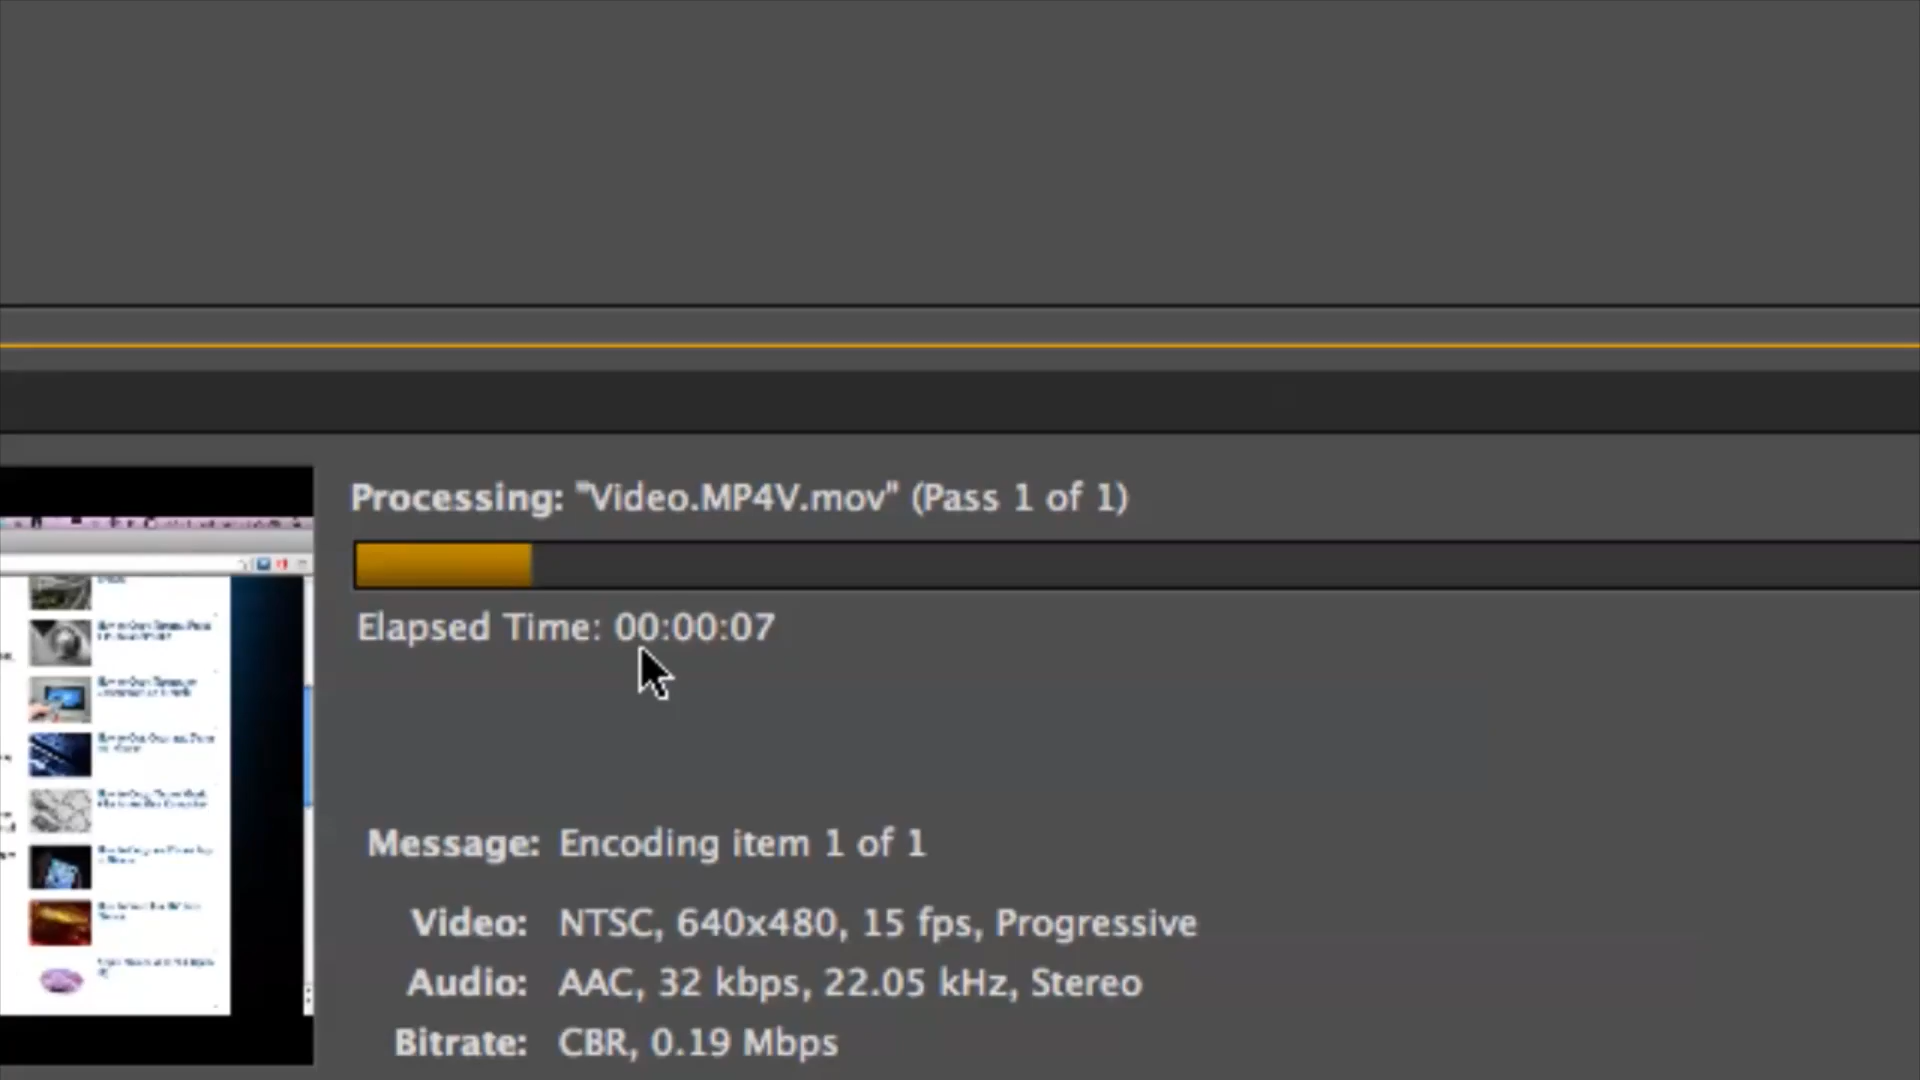 Processing: "Video.MP4V.mov" (Pass 1 of 1)
Elapsed Time: 00:00:07
Message: Encoding item 1 of 1
Video: NTSC, 640x480, 15 fps, Progressive
Audio: AAC, 32 kbps, 22.05 kHz, Stereo
Bitrate: CBR, 0.19 Mbps